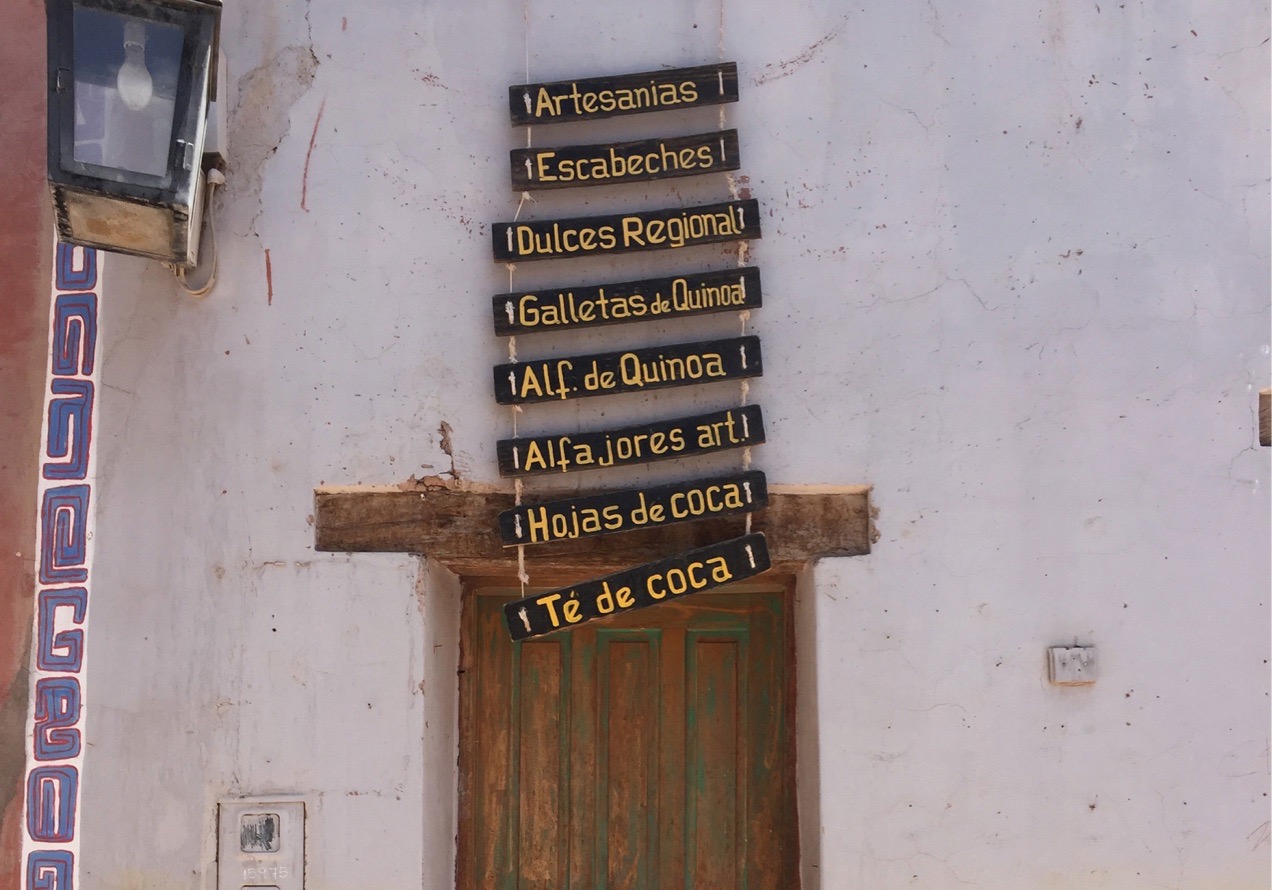 Artesanias
Escabeches
Dulces Regional
Galletas de Quinoa
Alf. de Quinoa
Alfajores art.
Hojas de coca
Té de coca
15975